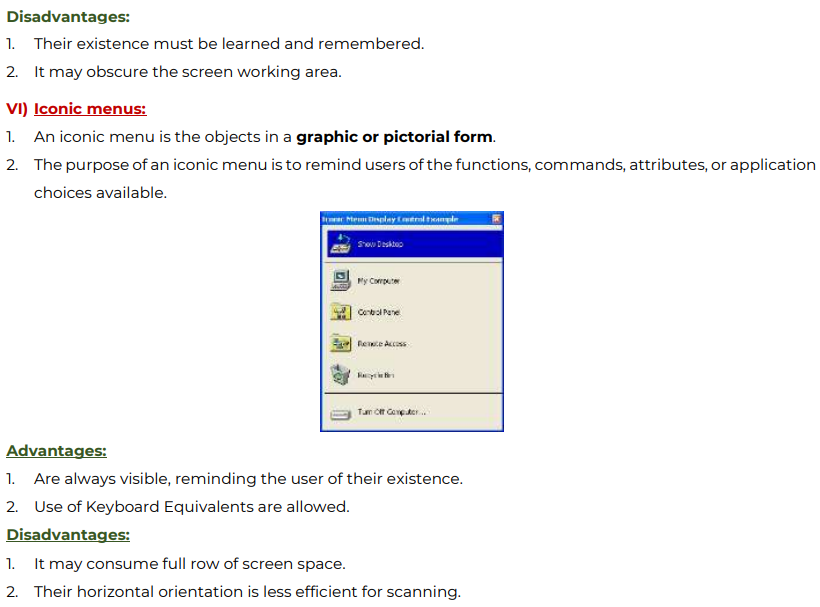 Disadvantages:
1. Their existence must be learned and remembered.
2. It may obscure the screen working area.
VI) Iconic menus:
1. An iconic menu is the objects in a graphic or pictorial form.
2. The purpose of an iconic menu is to remind users of the functions, commands, attributes, or application
choices available.
Iconic Menu Display Control Example
Show Desktop
My Computer
Control Panel
Remote Access
Recycle Bin
Turn Off Computer...
Advantages:
1. Are always visible, reminding the user of their existence.
2. Use of Keyboard Equivalents are allowed.
Disadvantages:
1. It may consume full row of screen space.
2. Their horizontal orientation is less efficient for scanning.